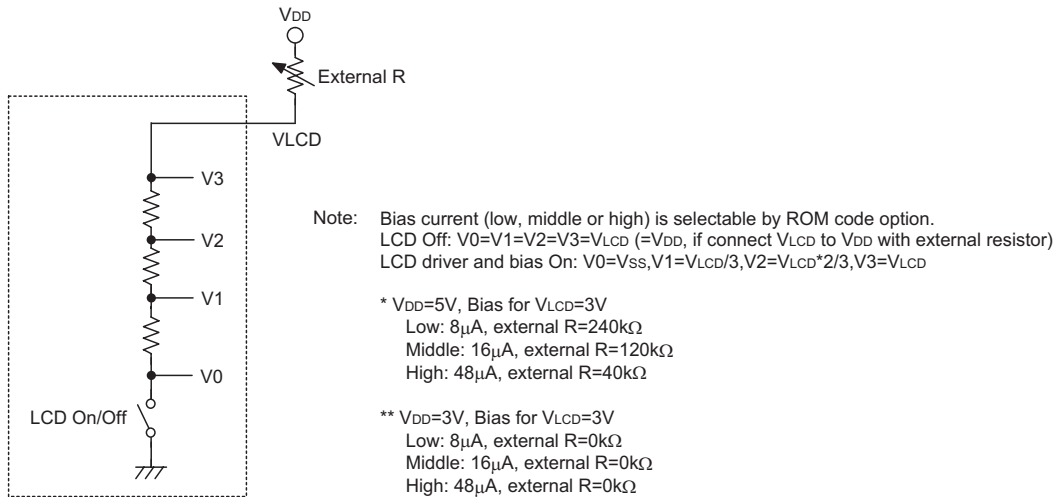 VDD
External R
VLCD
V3
V2
V1
V0
LCD On/Off
Note: Bias current (low, middle or high) is selectable by ROM code option.
LCD Off: V0=V1=V2=V3=VLCD (=VDD, if connect VLCD to VDD with external resistor)
LCD driver and bias On: V0=VSS,V1=VLCD/3,V2=VLCD*2/3,V3=VLCD
* VDD=5V, Bias for VLCD=3V
Low: 8μA, external R=240kΩ
Middle: 16μA, external R=120kΩ
High: 48μA, external R=40kΩ
** VDD=3V, Bias for VLCD=3V
Low: 8μA, external R=0kΩ
Middle: 16μA, external R=0kΩ
High: 48μA, external R=0kΩ